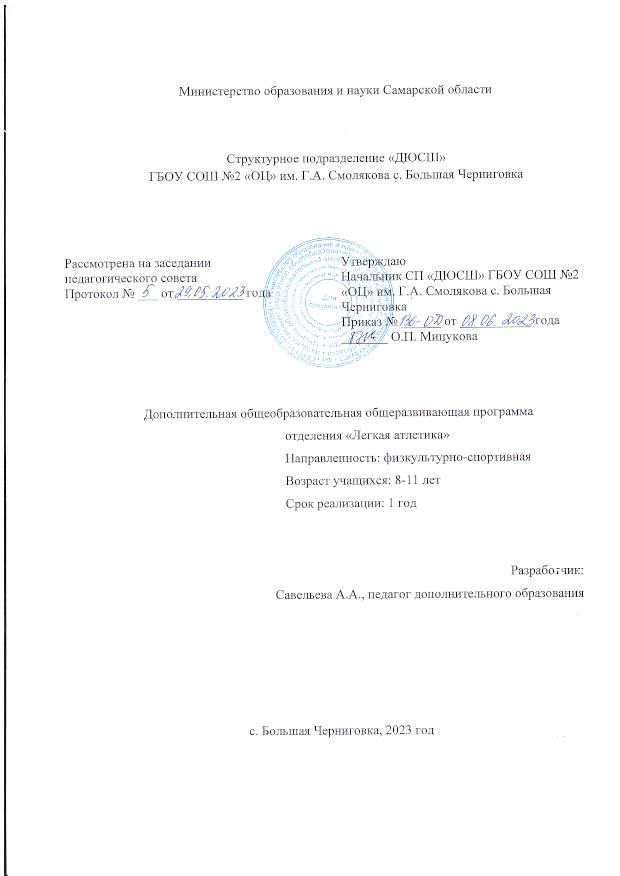 Министерство образования и науки Самарской области
Структурное подразделение «ДЮСШ»
ГБОУ СОШ №2 «ОЦ» им. Г.А. Смолякова с. Большая Черниговка
Рассмотрена на заседании
педагогического совета
Протокол № 5 от 29.05.2023 года
Утверждаю
Начальник СП «ДЮСШ» ГБОУ СОШ №2
«ОЦ» им. Г.А. Смолякова с. Большая
Черниговка
Приказ № 136-ОД от 08.06.2023 года
О.П. Мицукова
Для
документов
Дополнительная общеобразовательная общеразвивающая программа
отделения «Легкая атлетика»
Направленность: физкультурно-спортивная
Возраст учащихся: 8-11 лет
Срок реализации: 1 год
Разработчик:
Савельева А.А., педагог дополнительного образования
с. Большая Черниговка, 2023 год